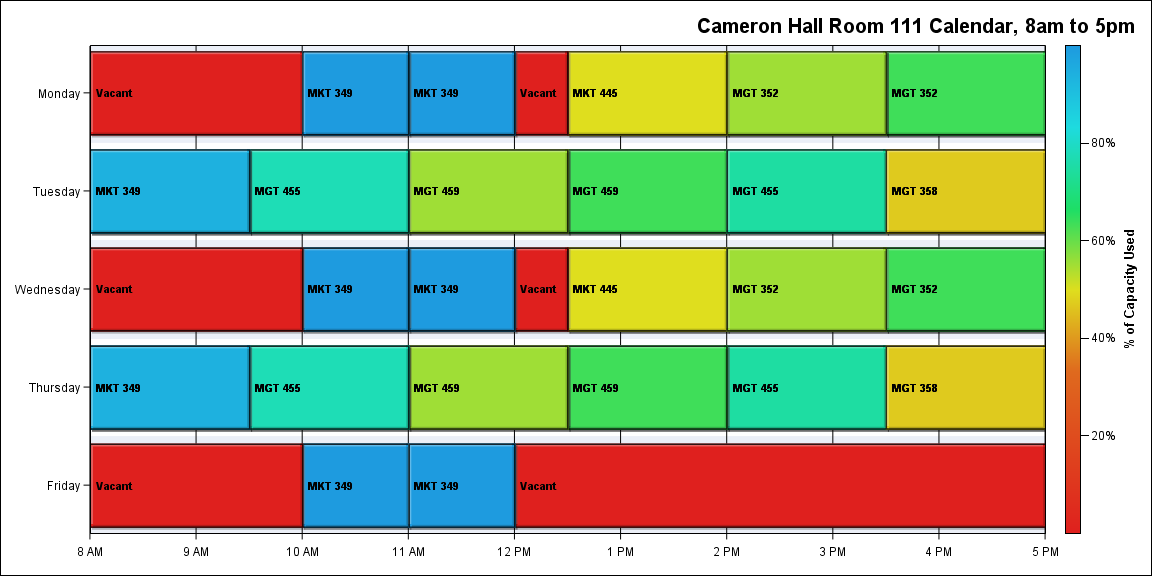 Cameron Hall Room 111 Calendar, 8am to 5pm
Monday
Vacant
MKT 349
MKT 349
Vacant
MKT 445
MGT 352
MGT 352
Tuesday
MKT 349
MGT 455
MGT 459
MGT 459
MGT 455
MGT 358
Wednesday
Vacant
MKT 349
MKT 349
Vacant
MKT 445
MGT 352
MGT 352
Thursday
MKT 349
MGT 455
MGT 459
MGT 459
MGT 455
MGT 358
Friday
Vacant
MKT 349
MKT 349
Vacant
8 AM
9 AM
10 AM
11 AM
12 PM
1 PM
2 PM
3 PM
4 PM
5 PM
80%
60%
40%
20%
% of Capacity Used